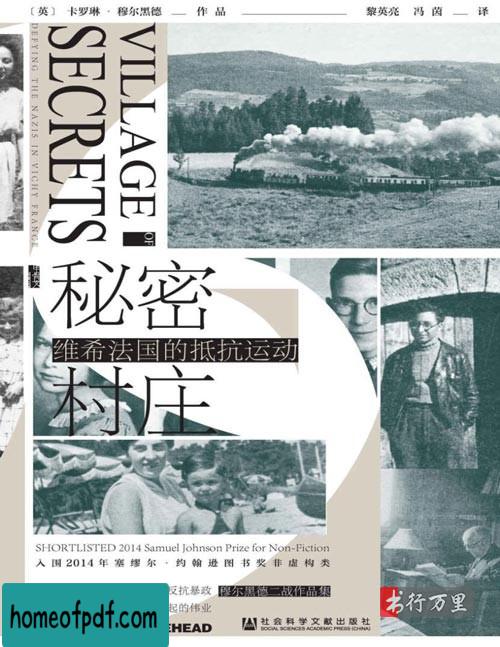 〔英〕卡罗琳·穆尔黑德 作品 黎英亮 冯茵 译
VILLAGE
OF
SECRETS
DEFYING THE NAZIS IN VICHY FRANCE
甲骨文
秘密
维希法国的抵抗运动
村庄
SHORTLISTED 2014 Samuel Johnson Prize for Non-Fiction
入围2014年塞缪尔·约翰逊图书奖非虚构类
反抗暴政 穆尔黑德二战作品集
起的伟业
EHEAD
社会科学文献出版社
SOCIAL SCIENCES ACADEMIC PRESS (CHINA)
书行万里
homeofpdf.com